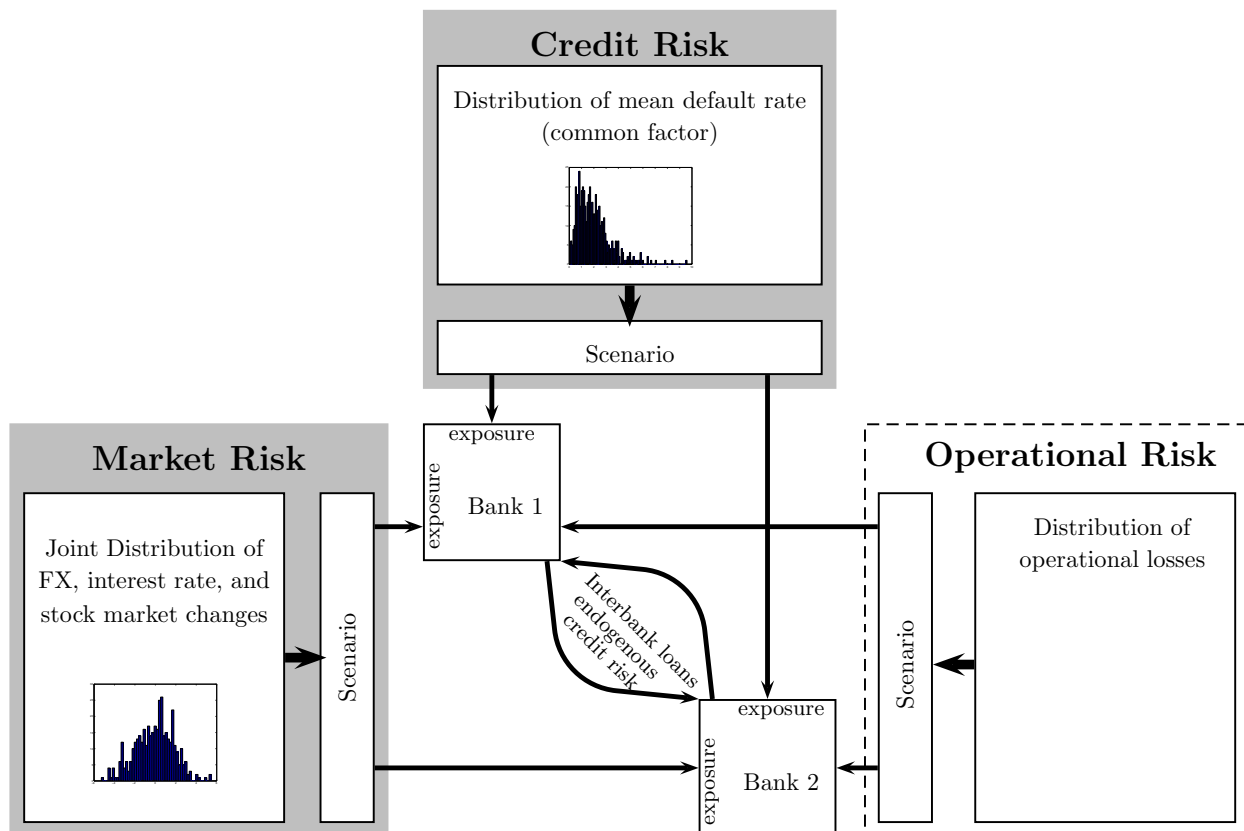 Credit Risk
Distribution of mean default rate
(common factor)
Scenario
Market Risk
Joint Distribution of
FX, interest rate, and
stock market changes
Scenario
exposure
exposure
Bank 1
Interbank loans
endogenous
credit risk
exposure
exposure
Bank 2
Operational Risk
Scenario
Distribution of
operational losses